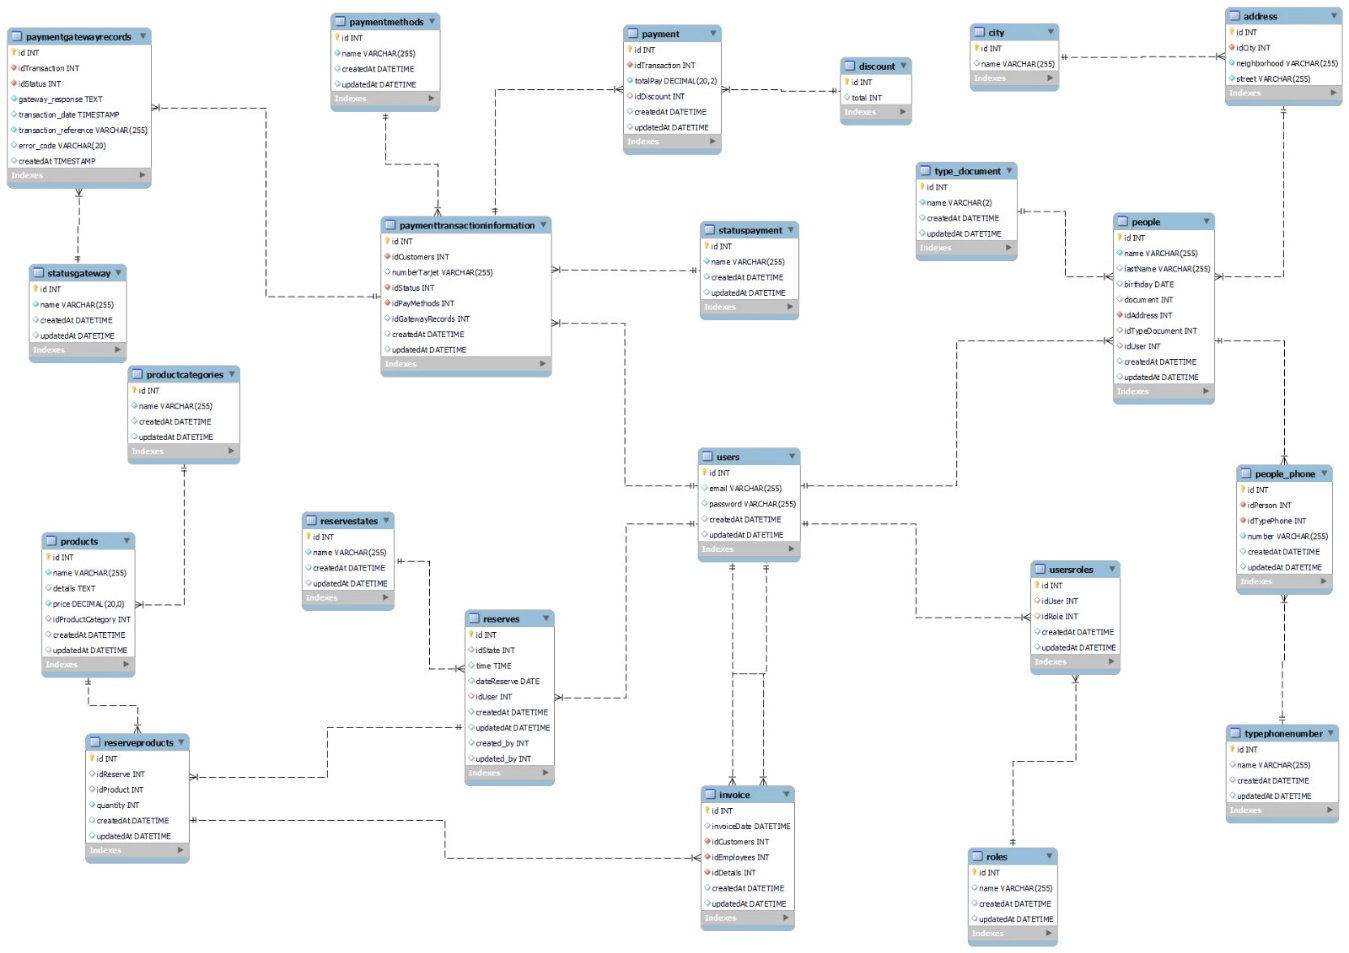 paymentgatewayrecords
id INT
idTransaction INT
idStatus INT
gateway_response TEXT
transaction_date TIMESTAMP
transaction_reference VARCHAR(255)
error_code VARCHAR(20)
createdAt TIMESTAMP
Indexes
paymentmethods
id INT
name VARCHAR(255)
createdAt DATETIME
updatedAt DATETIME
Indexes
payment
id INT
idTransaction INT
totalPay DECIMAL(20,2)
idDiscount INT
createdAt DATETIME
updatedAt DATETIME
Indexes
discount
id INT
total INT
Indexes
city
id INT
name VARCHAR(255)
Indexes
address
id INT
idCity INT
neighborhood VARCHAR(255)
street VARCHAR(255)
Indexes
type_document
id INT
name VARCHAR(2)
createdAt DATETIME
updatedAt DATETIME
Indexes
people
id INT
name VARCHAR(255)
lastName VARCHAR(255)
birthday DATE
document INT
idAddress INT
idTypeDocument INT
idUser INT
createdAt DATETIME
updatedAt DATETIME
Indexes
paymenttransactioninformation
id INT
idCustomers INT
numberTarjet VARCHAR(255)
idStatus INT
idPayMethods INT
idGatewayRecords INT
createdAt DATETIME
updatedAt DATETIME
Indexes
statuspayment
id INT
name VARCHAR(255)
createdAt DATETIME
updatedAt DATETIME
Indexes
statusgateway
id INT
name VARCHAR(255)
createdAt DATETIME
updatedAt DATETIME
Indexes
productcategories
id INT
name VARCHAR(255)
createdAt DATETIME
updatedAt DATETIME
Indexes
users
id INT
email VARCHAR(255)
password VARCHAR(255)
createdAt DATETIME
updatedAt DATETIME
Indexes
people_phone
id INT
idPerson INT
idTypePhone INT
number VARCHAR(255)
createdAt DATETIME
updatedAt DATETIME
Indexes
products
id INT
name VARCHAR(255)
details TEXT
price DECIMAL(20,0)
idProductCategory INT
createdAt DATETIME
updatedAt DATETIME
Indexes
reservestates
id INT
name VARCHAR(255)
createdAt DATETIME
updatedAt DATETIME
Indexes
usersroles
id INT
idUser INT
idRole INT
createdAt DATETIME
updatedAt DATETIME
Indexes
reserves
id INT
idState INT
time TIME
dateReserve DATE
idUser INT
createdAt DATETIME
updatedAt DATETIME
created_by INT
updated_by INT
Indexes
reserveproducts
id INT
idReserve INT
idProduct INT
quantity INT
createdAt DATETIME
updatedAt DATETIME
Indexes
typephonenumber
id INT
name VARCHAR(255)
createdAt DATETIME
updatedAt DATETIME
Indexes
invoice
id INT
invoiceDate DATETIME
idCustomers INT
idEmployees INT
idDetails INT
createdAt DATETIME
updatedAt DATETIME
Indexes
roles
id INT
name VARCHAR(255)
createdAt DATETIME
updatedAt DATETIME
Indexes